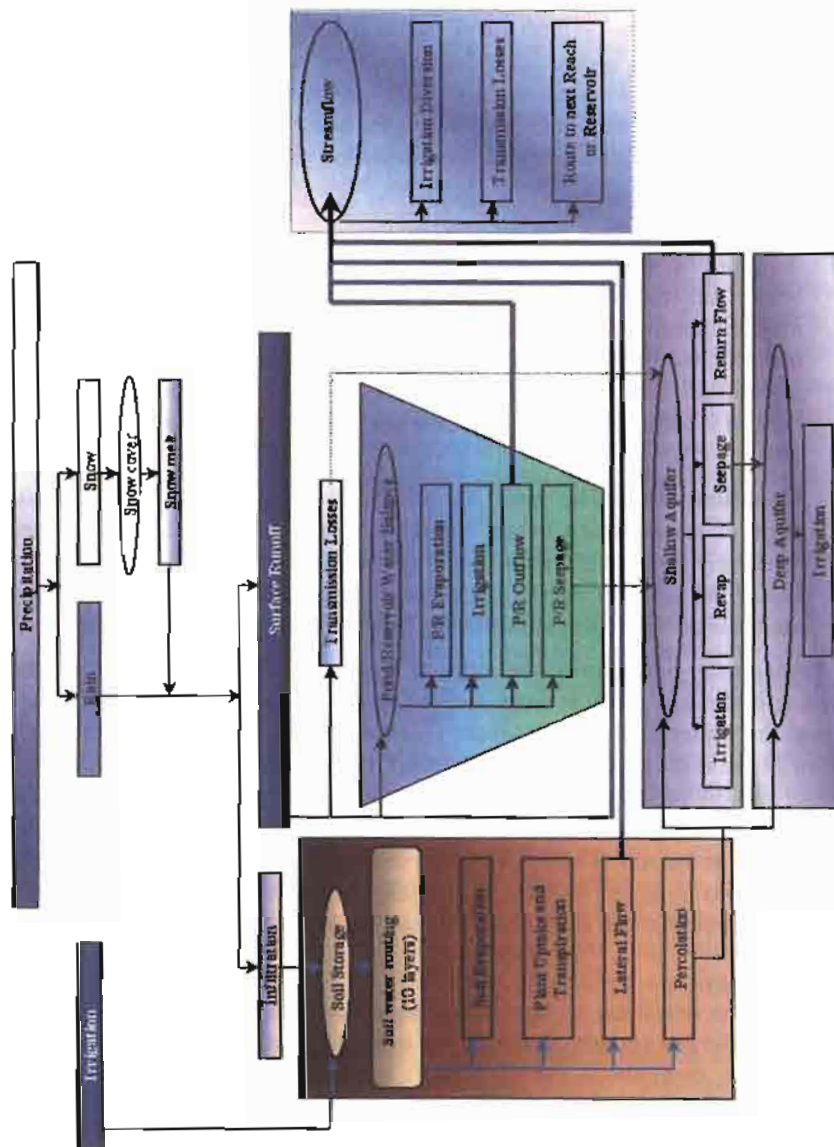 Precipitation
Irrigation
Rain
Snow
Snow cover
Snow melt
Infiltration
Surface Runoff
Soil Storage
Soil water routing
(10 layers)
Soil Evaporation
Plant Uptake and
Transpiration
Lateral Flow
Percolation
Transmission Losses
Pond Reservoir Water Balance
P/R Evaporation
Irrigation
P/R Outflow
P/R Seepage
Streamflow
Irrigation Diversion
Transmission Losses
Route to next Reach
or Reservoir
Shallow Aquifer
Irrigation
Revap
Seepage
Return Flow
Deep Aquifer
Irrigation